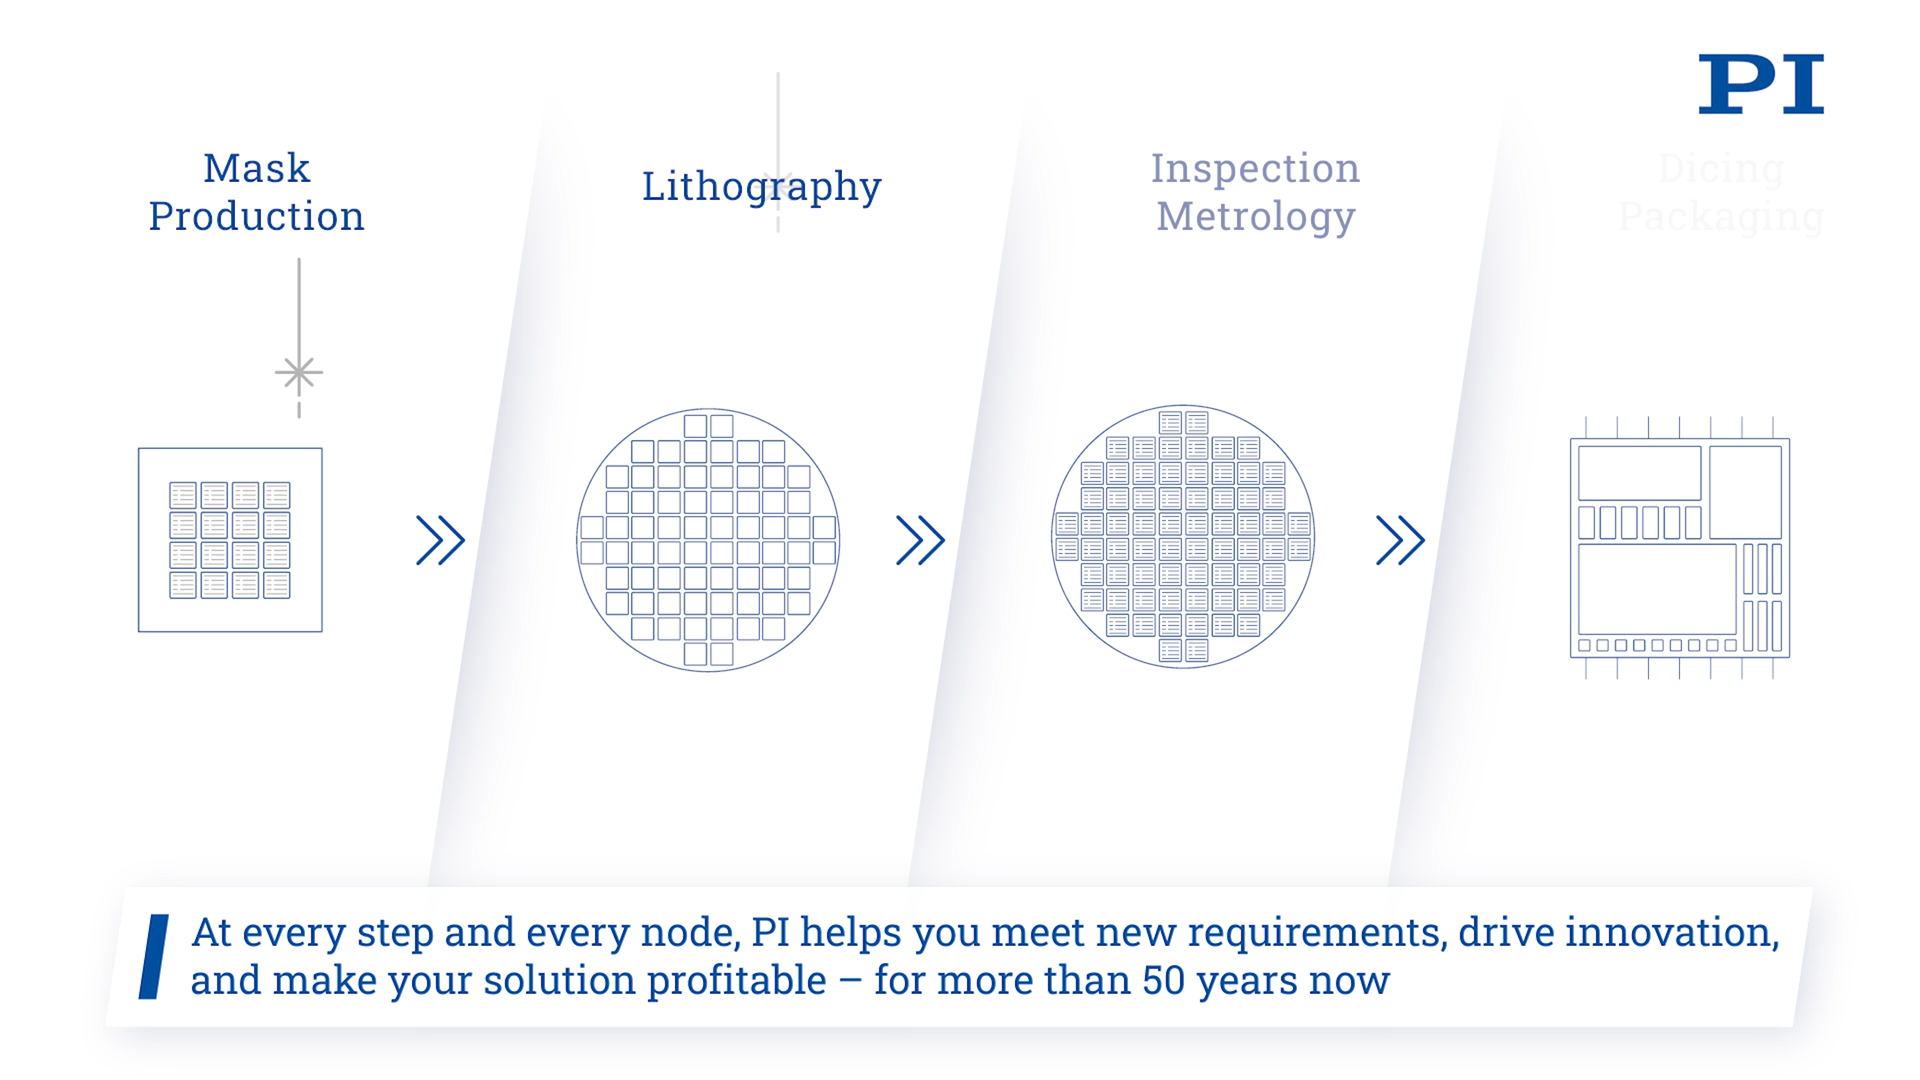 PI
Mask
Production
Lithography
Inspection
Metrology
Dicing
Packaging
At every step and every node, PI helps you meet new requirements, drive innovation,
and make your solution profitable – for more than 50 years now